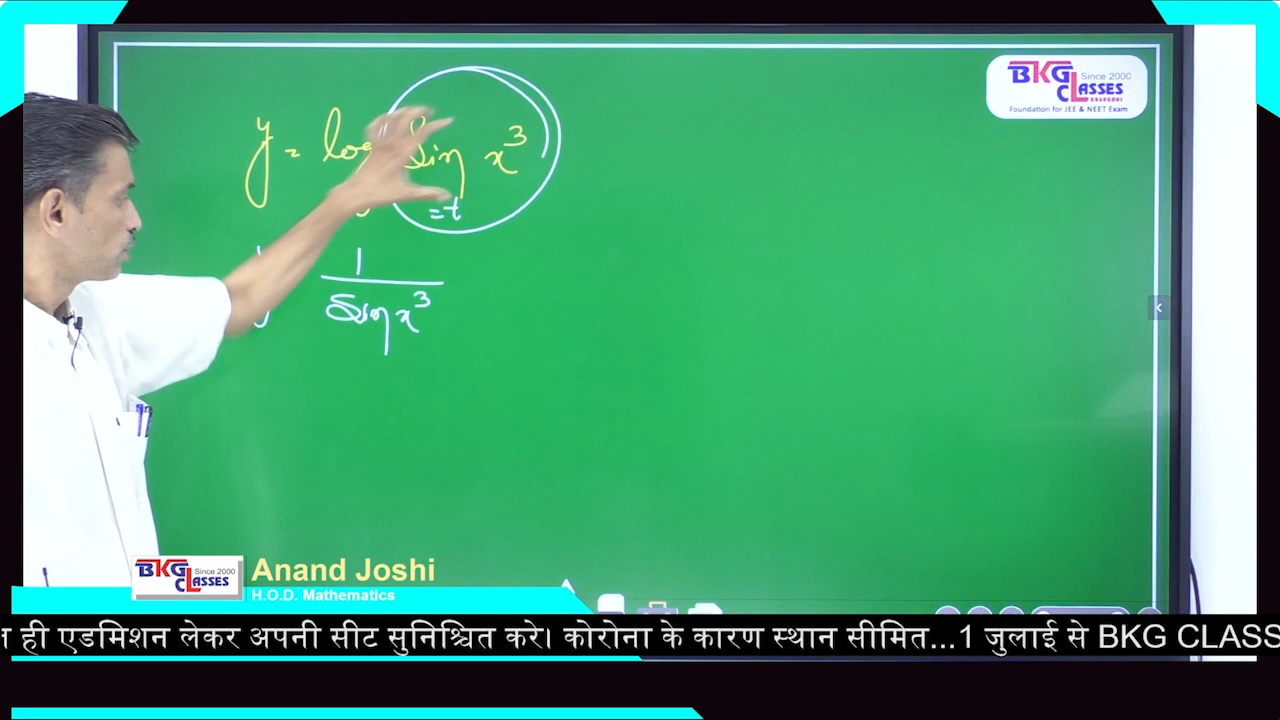 BKG CLASSES
Since 2000
KHARGONE
Foundation for JEE & NEET Exam
y = log sin x³
= t
1
sin x³
BKG CLASSES
Since 2000
Anand Joshi
H.O.D. Mathematics
ही एडमिशन लेकर अपनी सीट सुनिश्चित करे। कोरोना के कारण स्थान सीमित...1 जुलाई से BKG CLASS